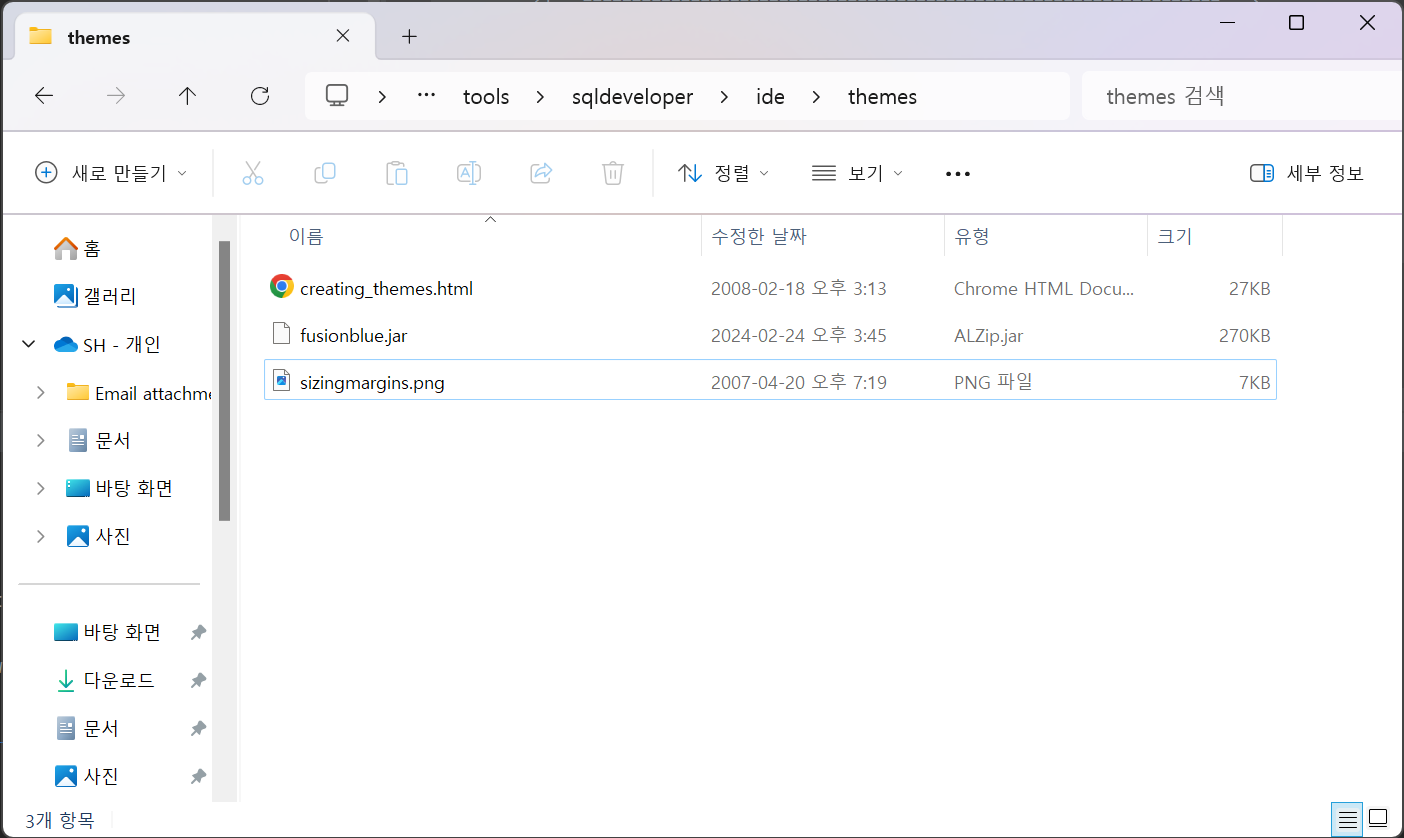 themes
tools sqldeveloper ide themes
themes 검색
새로 만들기
정렬
보기
세부 정보
이름 수정한 날짜 유형 크기
creating_themes.html 2008-02-18 오후 3:13 Chrome HTML Docu... 27KB
fusionblue.jar 2024-02-24 오후 3:45 ALZip.jar 270KB
sizingmargins.png 2007-04-20 오후 7:19 PNG 파일 7KB
홈
갤러리
SH - 개인
Email attachme
문서
바탕 화면
사진
바탕 화면
다운로드
문서
사진
3개 항목